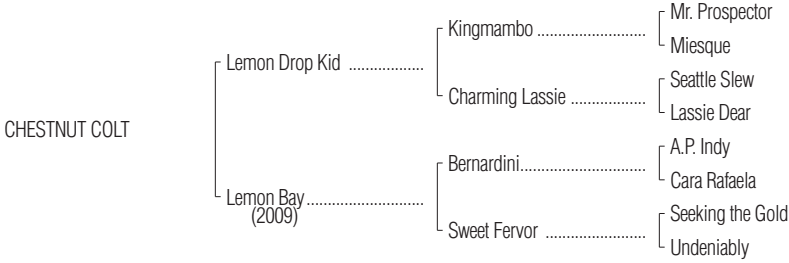 Mr. Prospector
Kingmambo ..........................
Miesque
Lemon Drop Kid ..................
Seattle Slew
Charming Lassie ..................
Lassie Dear
CHESTNUT COLT
A.P. Indy
Bernardini..............................
Cara Rafaela
Lemon Bay............................
(2009)
Seeking the Gold
Sweet Fervor ........................
Undeniably